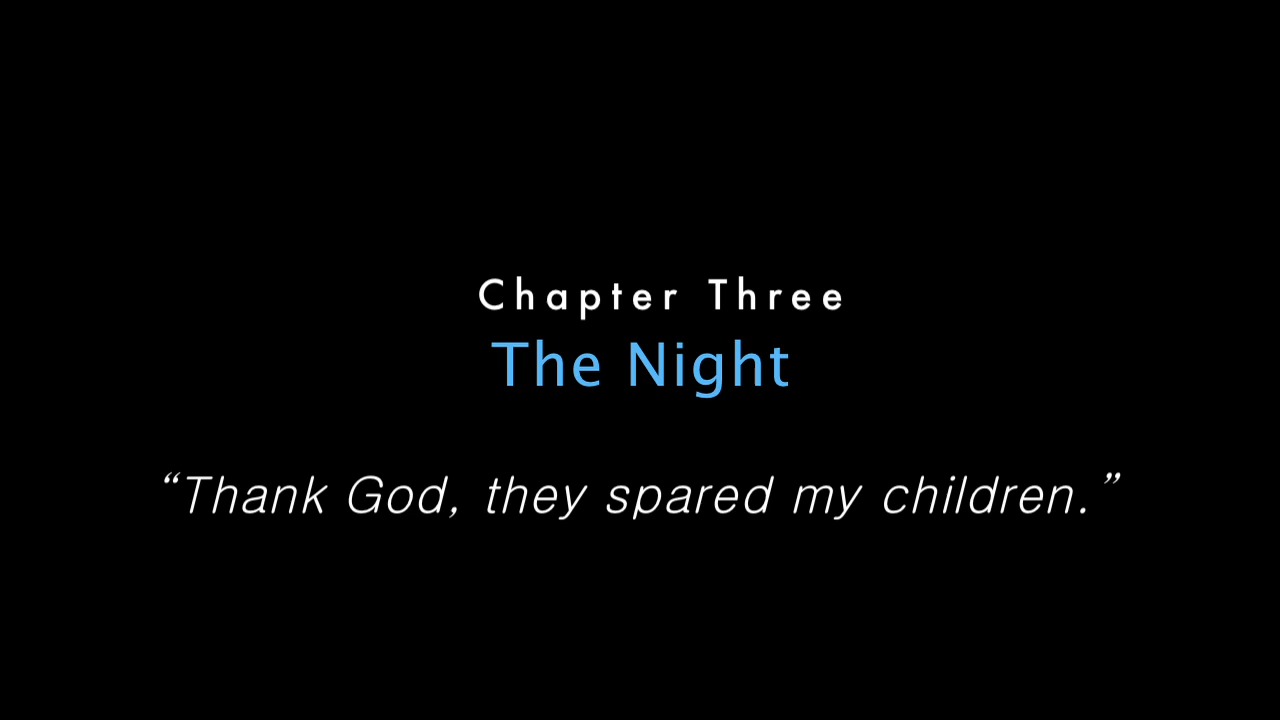 Chapter Three
The Night
“Thank God, they spared my children.”